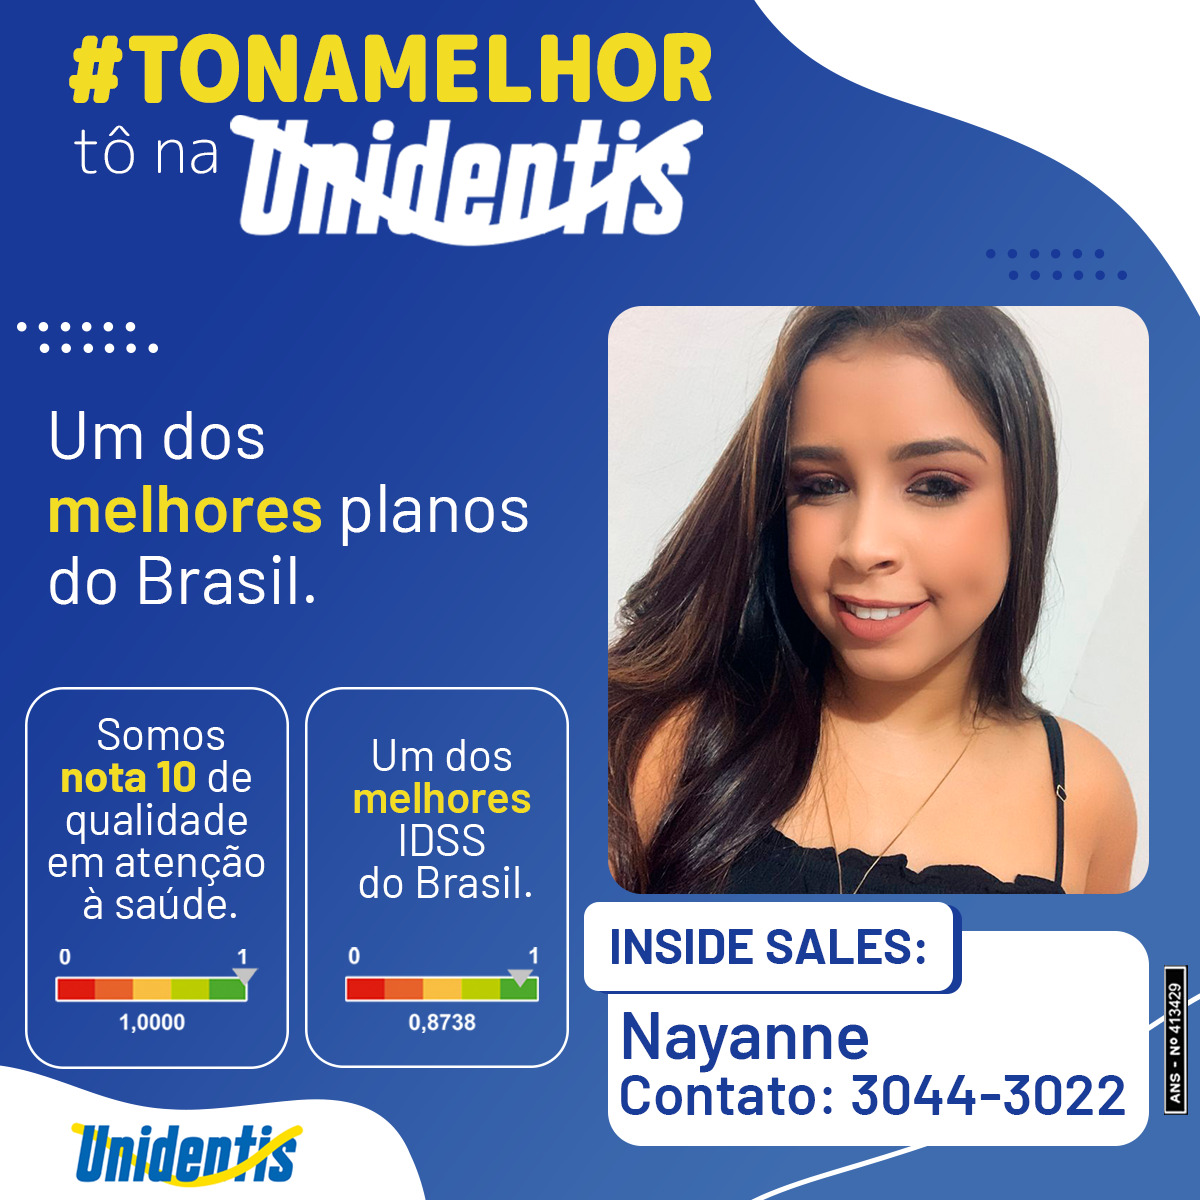 #TONAMELHOR
tô na Unidentis
Um dos
melhores planos
do Brasil.
Somos
nota 10 de
qualidade
em atenção
à saúde.
0 1
1,0000
Um dos
melhores
IDSS
do Brasil.
0 1
0,8738
INSIDE SALES:
Nayanne
Contato: 3044-3022
ANS - Nº 413429
Unidentis